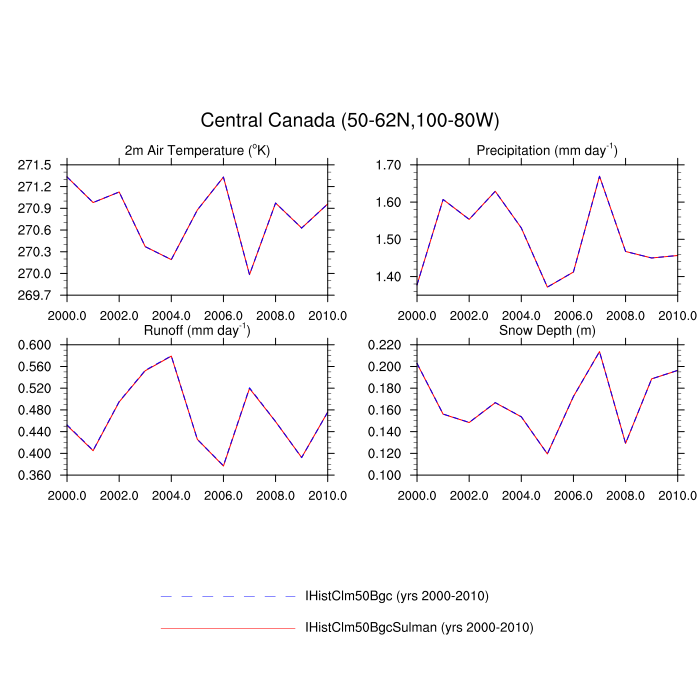 Central Canada (50-62N,100-80W)
2m Air Temperature (°K)
271.5
271.2
270.9
270.6
270.3
270.0
269.7
2000.0 2002.0 2004.0 2006.0 2008.0 2010.0
Precipitation (mm day⁻¹)
1.70
1.60
1.50
1.40
2000.0 2002.0 2004.0 2006.0 2008.0 2010.0
Runoff (mm day⁻¹)
0.600
0.560
0.520
0.480
0.440
0.400
0.360
2000.0 2002.0 2004.0 2006.0 2008.0 2010.0
Snow Depth (m)
0.220
0.200
0.180
0.160
0.140
0.120
0.100
2000.0 2002.0 2004.0 2006.0 2008.0 2010.0
IHistClm50Bgc (yrs 2000-2010)
IHistClm50BgcSulman (yrs 2000-2010)